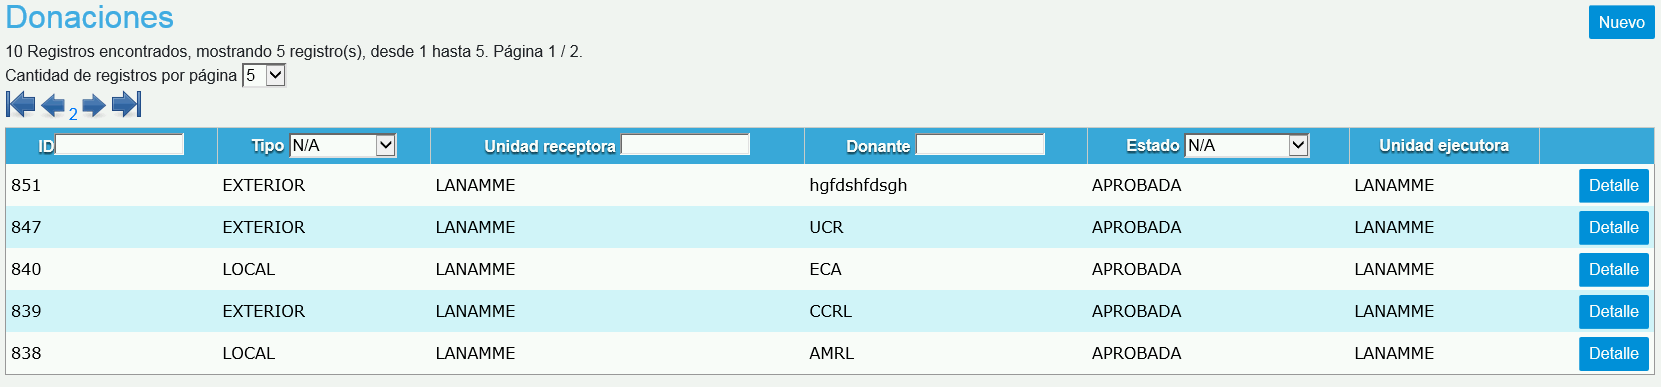 Donaciones
Nuevo
10 Registros encontrados, mostrando 5 registro(s), desde 1 hasta 5. Página 1 / 2.
Cantidad de registros por página 5
2
ID Tipo N/A Unidad receptora Donante Estado N/A Unidad ejecutora
851 EXTERIOR LANAMME hgfdshfdsgh APROBADA LANAMME Detalle
847 EXTERIOR LANAMME UCR APROBADA LANAMME Detalle
840 LOCAL LANAMME ECA APROBADA LANAMME Detalle
839 EXTERIOR LANAMME CCRL APROBADA LANAMME Detalle
838 LOCAL LANAMME AMRL APROBADA LANAMME Detalle